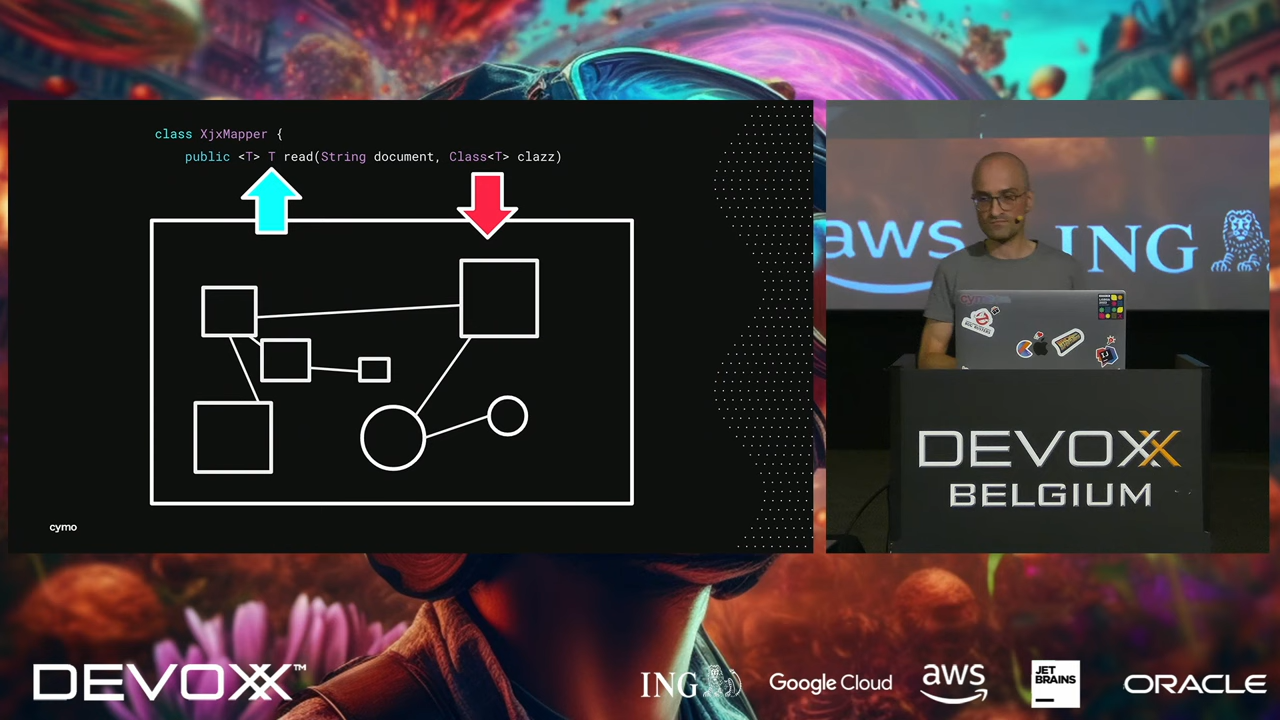 class XjxMapper {
public <T> T read(String document, Class<T> clazz)
cymo
aws
ING
DEVOXX
BELGIUM
DEVOXX™
ING
Google Cloud
aws
JET
BRAINS
ORACLE